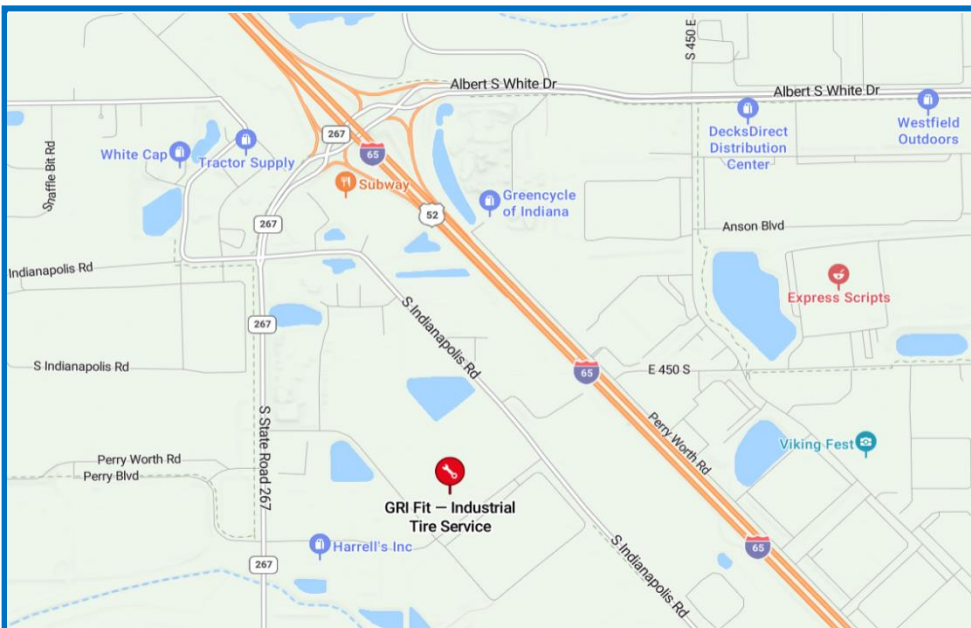 S 450 E
Albert S White Dr
Albert S White Dr
267
65
White Cap
Tractor Supply
Snaffle Bit Rd
Subway
DecksDirect
Distribution
Center
Westfield
Outdoors
Greencycle
of Indiana
52
267
Anson Blvd
Indianapolis Rd
Express Scripts
S Indianapolis Rd
267
S Indianapolis Rd
65
E 450 S
Perry Worth Rd
S State Road 267
Viking Fest
Perry Worth Rd
Perry Blvd
GRI Fit – Industrial
Tire Service
Harrell's Inc
S Indianapolis Rd
65
267